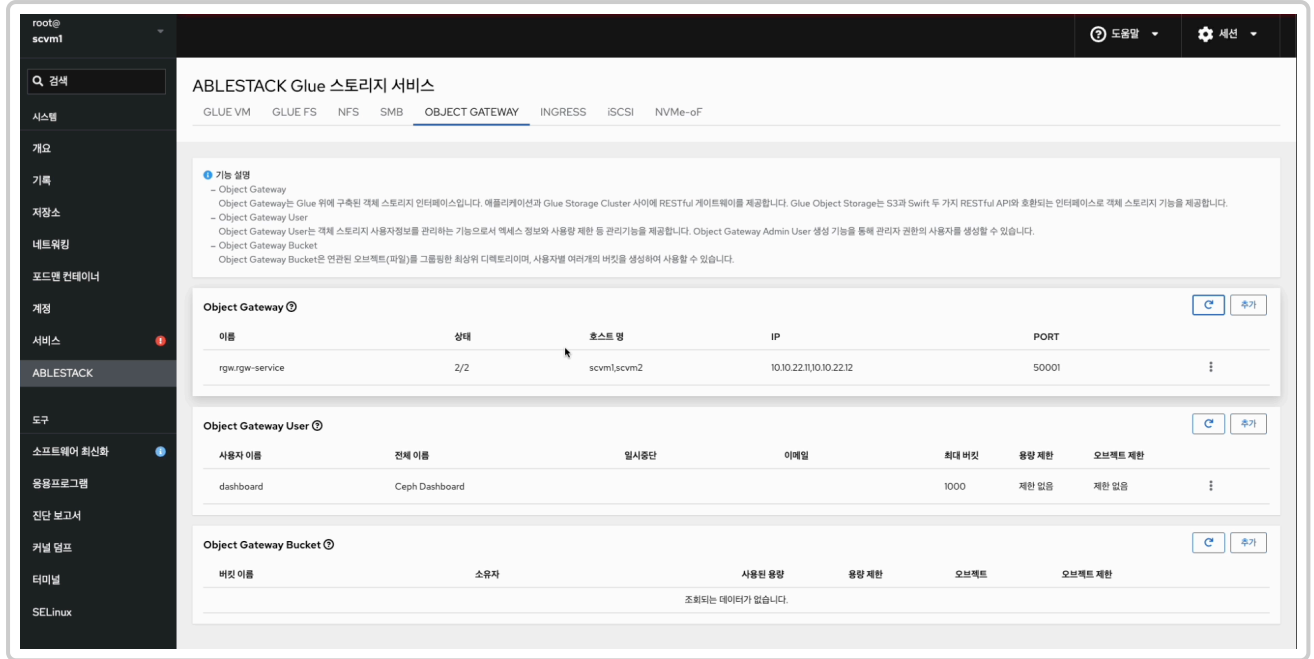 root@
scvm1
도움말
세션
검색
시스템
개요
기록
저장소
네트워킹
포드맨 컨테이너
계정
서비스
ABLESTACK
도구
소프트웨어 최신화
응용프로그램
진단 보고서
커널 덤프
터미널
SELinux
ABLESTACK Glue 스토리지 서비스
GLUE VM GLUE FS NFS SMB OBJECT GATEWAY INGRESS iSCSI NVMe-oF
기능 설명
– Object Gateway
Object Gateway는 Glue 위에 구축된 객체 스토리지 인터페이스입니다. 애플리케이션과 Glue Storage Cluster 사이에 RESTful 게이트웨이를 제공합니다. Glue Object Storage는 S3과 Swift 두 가지 RESTful API와 호환되는 인터페이스로 객체 스토리지 기능을 제공합니다.
– Object Gateway User
Object Gateway User는 객체 스토리지 사용자정보를 관리하는 기능으로서 엑세스 정보와 사용량 제한 등 관리기능을 제공합니다. Object Gateway Admin User 생성 기능을 통해 관리자 권한의 사용자를 생성할 수 있습니다.
– Object Gateway Bucket
Object Gateway Bucket은 연관된 오브젝트(파일)를 그룹핑한 최상위 디렉토리이며, 사용자별 여러개의 버킷을 생성하여 사용할 수 있습니다.
Object Gateway 추가
이름 상태 호스트 명 IP PORT
rgw.rgw-service 2/2 scvm1,scvm2 10.10.22.11,10.10.22.12 50001
Object Gateway User 추가
사용자 이름 전체 이름 일시중단 이메일 최대 버킷 용량 제한 오브젝트 제한
dashboard Ceph Dashboard 1000 제한 없음 제한 없음
Object Gateway Bucket 추가
버킷 이름 소유자 사용된 용량 용량 제한 오브젝트 오브젝트 제한
조회되는 데이터가 없습니다.